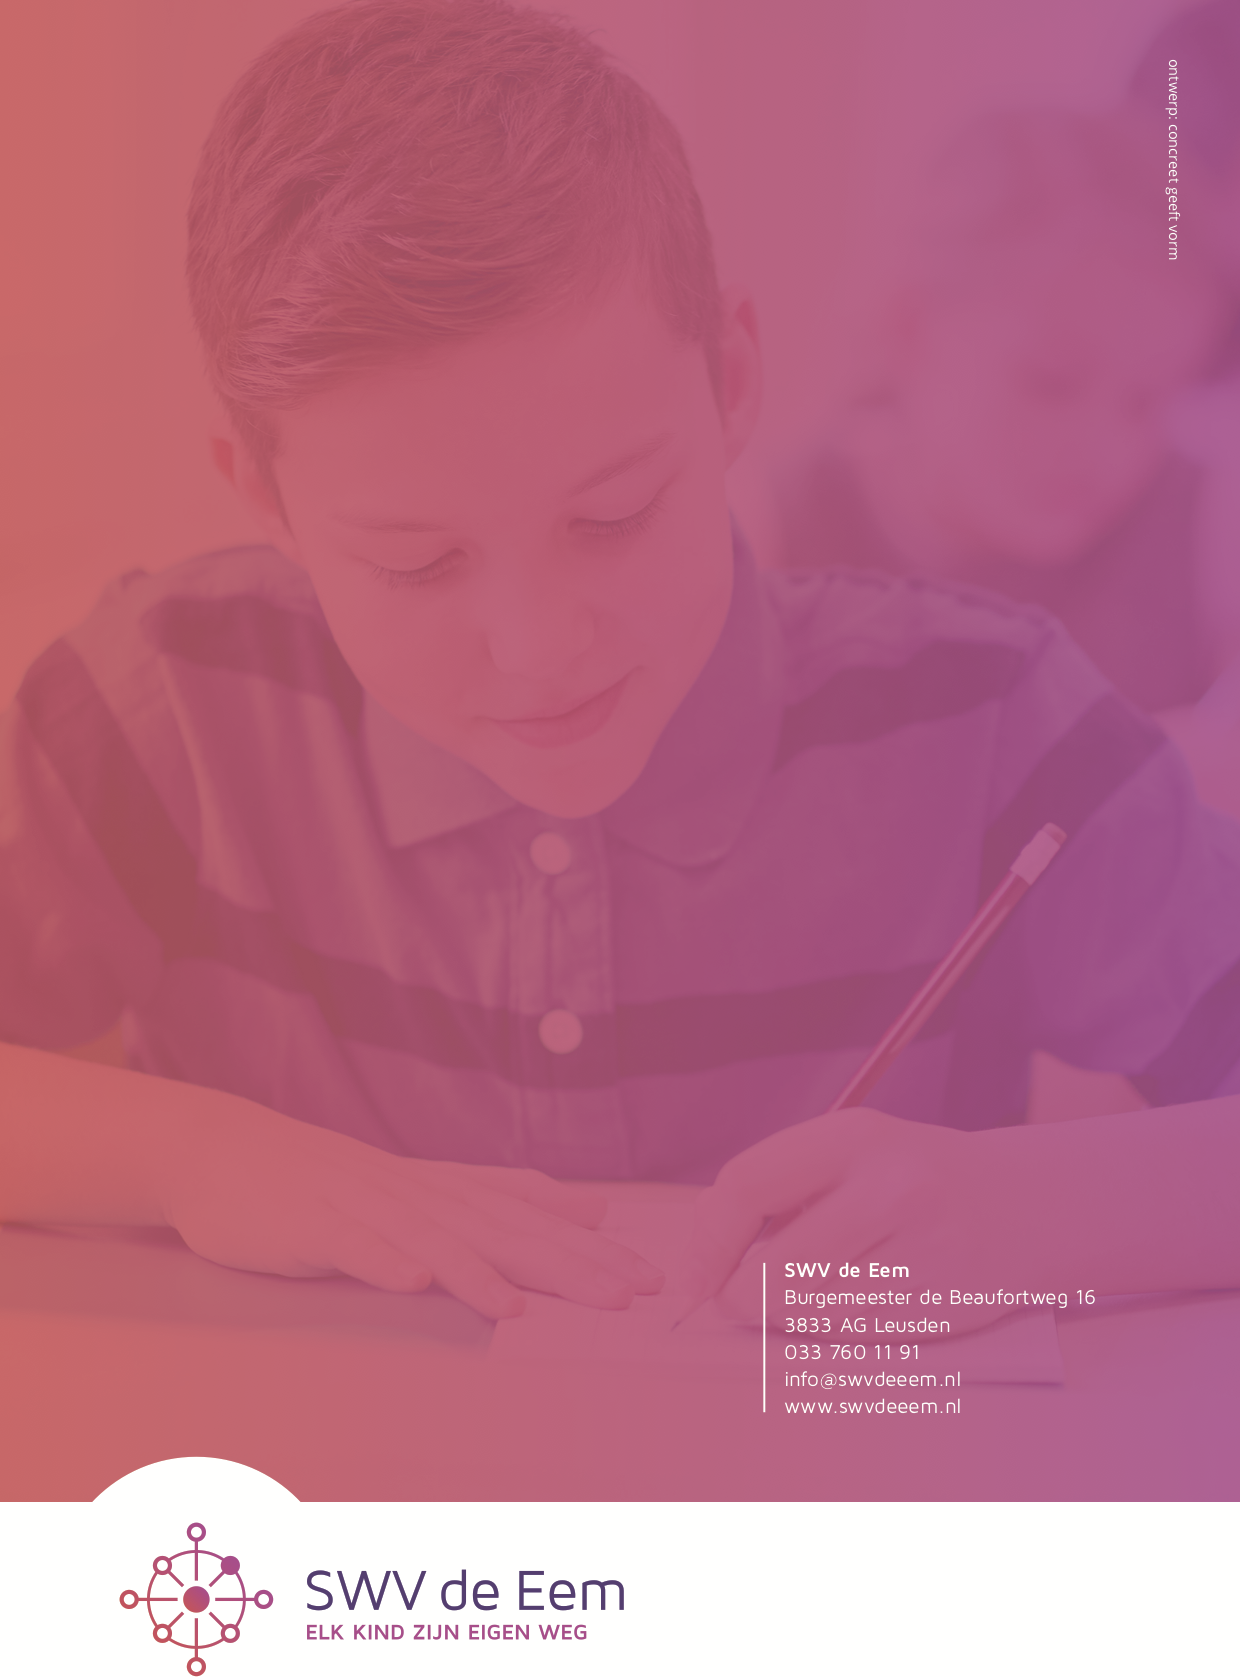 ontwerp: concreet geeft vorm
SWV de Eem
Burgemeester de Beaufortweg 16
3833 AG Leusden
033 760 11 91
info@swvdeeem.nl
www.swvdeeem.nl
SWV de Eem
ELK KIND ZIJN EIGEN WEG